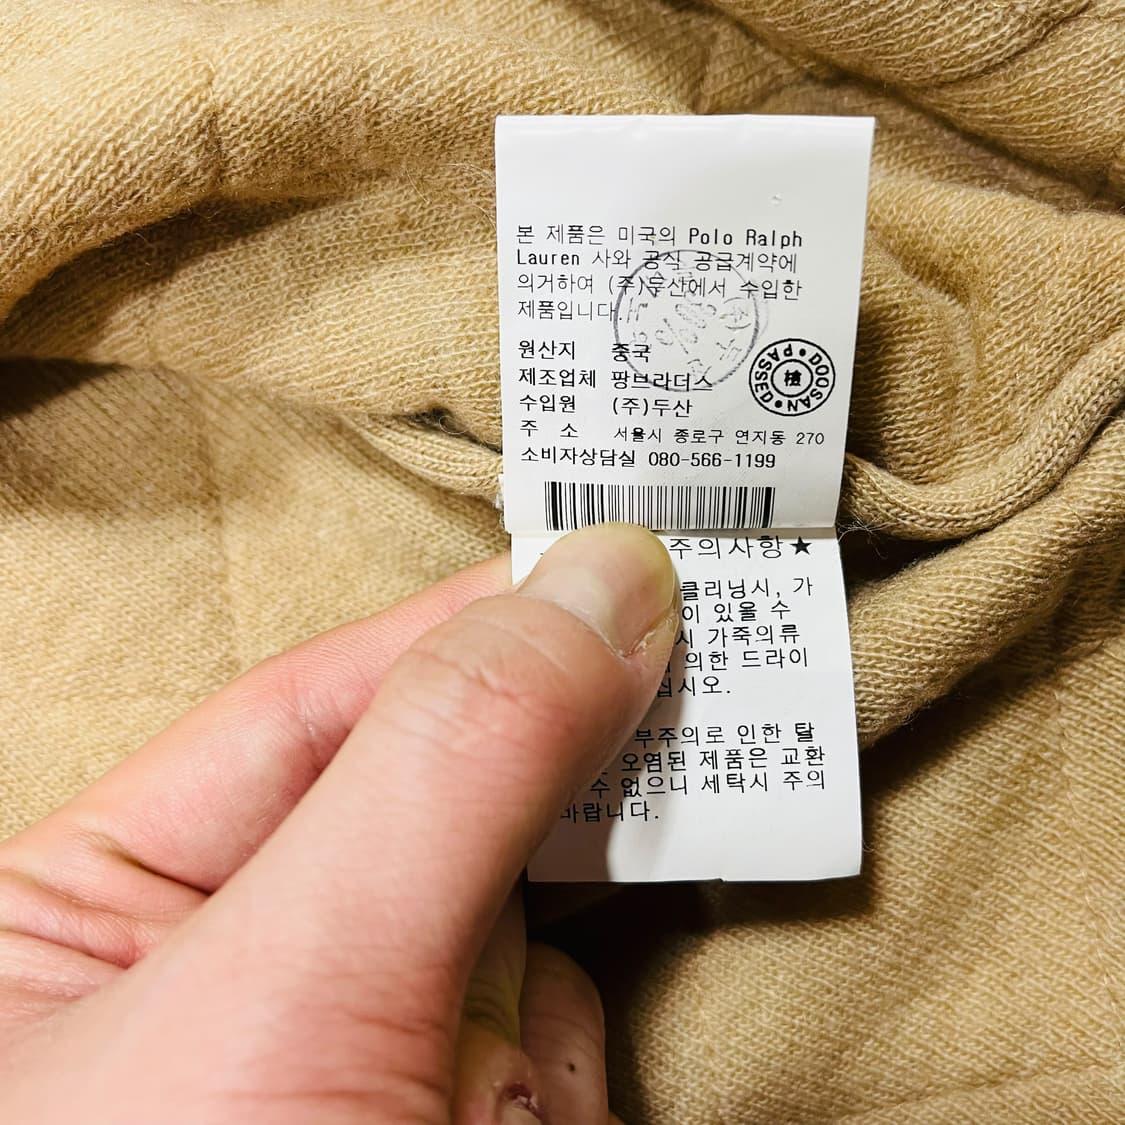 본 제품은 미국의 Polo Ralph
Lauren 사와 공식 공급계약에
의거하여 (주)두산에서 수입한
제품입니다.
원산지 중국
제조업체 팡브라더스
수입원 (주)두산
주 소 서울시 종로구 연지동 270
소비자상담실 080-566-1199
DOOSAN • PASSED •
檢
주의사항★
클리닝시, 가
이 있을 수
시 가죽의류
의한 드라이
십시오.
부주의로 인한 탈
오염된 제품은 교환
수 없으니 세탁시 주의
바랍니다.